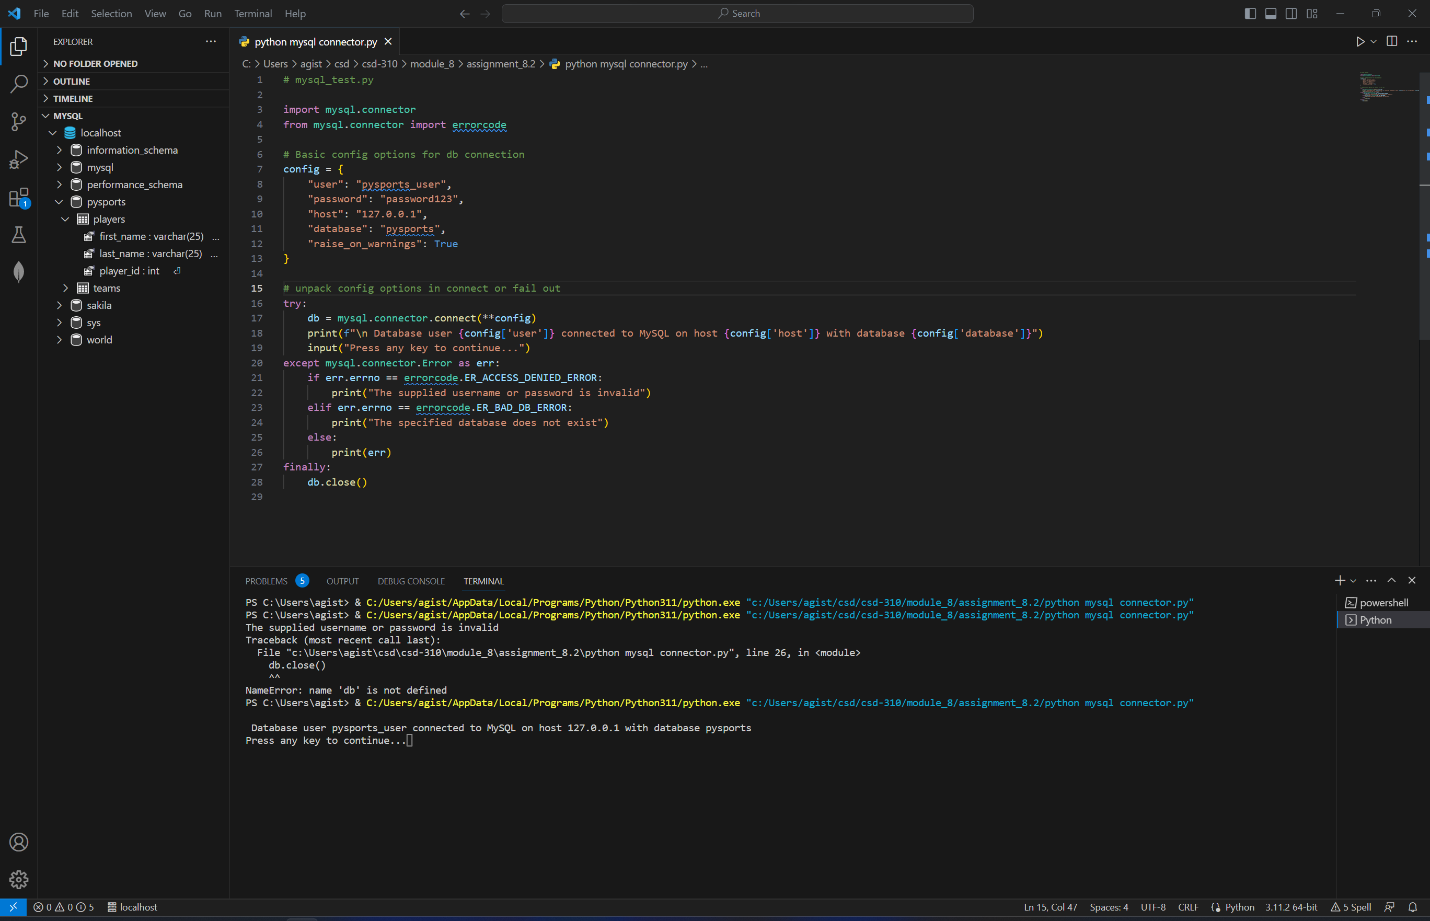 File Edit Selection View Go Run Terminal Help
Search
EXPLORER
python mysql connector.py
NO FOLDER OPENED
OUTLINE
TIMELINE
MYSQL
localhost
information_schema
mysql
performance_schema
pysports
players
first_name : varchar(25) ...
last_name : varchar(25) ...
player_id : int
teams
sakila
sys
world
C: > Users > agist > csd > csd-310 > module_8 > assignment_8.2 > python mysql connector.py > ...
1 # mysql_test.py
2
3 import mysql.connector
4 from mysql.connector import errorcode
5
6 # Basic config options for db connection
7 config = {
8 "user": "pysports_user",
9 "password": "password123",
10 "host": "127.0.0.1",
11 "database": "pysports",
12 "raise_on_warnings": True
13 }
14
15 # unpack config options in connect or fail out
16 try:
17 db = mysql.connector.connect(**config)
18 print(f"\n Database user {config['user']} connected to MySQL on host {config['host']} with database {config['database']}")
19 input("Press any key to continue...")
20 except mysql.connector.Error as err:
21 if err.errno == errorcode.ER_ACCESS_DENIED_ERROR:
22 print("The supplied username or password is invalid")
23 elif err.errno == errorcode.ER_BAD_DB_ERROR:
24 print("The specified database does not exist")
25 else:
26 print(err)
27 finally:
28 db.close()
29
PROBLEMS 5 OUTPUT DEBUG CONSOLE TERMINAL
PS C:\Users\agist> & C:/Users/agist/AppData/Local/Programs/Python/Python311/python.exe "c:/Users/agist/csd/csd-310/module_8/assignment_8.2/python mysql connector.py"
PS C:\Users\agist> & C:/Users/agist/AppData/Local/Programs/Python/Python311/python.exe "c:/Users/agist/csd/csd-310/module_8/assignment_8.2/python mysql connector.py"
The supplied username or password is invalid
Traceback (most recent call last):
File "c:\Users\agist\csd\csd-310\module_8\assignment_8.2\python mysql connector.py", line 26, in <module>
db.close()
^^
NameError: name 'db' is not defined
PS C:\Users\agist> & C:/Users/agist/AppData/Local/Programs/Python/Python311/python.exe "c:/Users/agist/csd/csd-310/module_8/assignment_8.2/python mysql connector.py"
Database user pysports_user connected to MySQL on host 127.0.0.1 with database pysports
Press any key to continue...
powershell
Python
1
0 0 5 localhost
Ln 15, Col 47 Spaces: 4 UTF-8 CRLF Python 3.11.2 64-bit 5 Spell